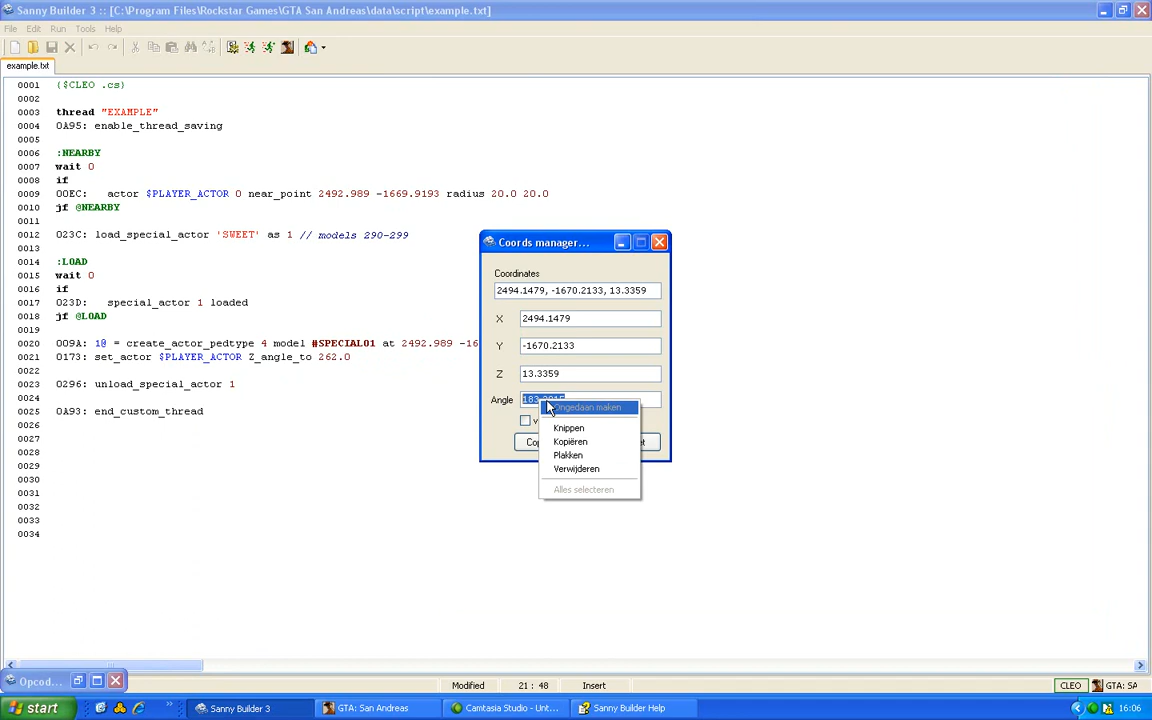 Sanny Builder 3 :: [C:\Program Files\Rockstar Games\GTA San Andreas\data\script\example.txt]
File Edit Run Tools Help
example.txt
0001 {$CLEO .cs}
0002
0003 thread "EXAMPLE"
0004 0A95: enable_thread_saving
0005
0006 :NEARBY
0007 wait 0
0008 if
0009 00EC: actor $PLAYER_ACTOR 0 near_point 2492.989 -1669.9193 radius 20.0 20.0
0010 jf @NEARBY
0011
0012 023C: load_special_actor 'SWEET' as 1 // models 290-299
0013
0014 :LOAD
0015 wait 0
0016 if
0017 023D: special_actor 1 loaded
0018 jf @LOAD
0019
0020 009A: 1@ = create_actor_pedtype 4 model #SPECIAL01 at 2492.989 -16
0021 0173: set_actor $PLAYER_ACTOR Z_angle_to 262.0
0022
0023 0296: unload_special_actor 1
0024
0025 0A93: end_custom_thread
0026
0027
0028
0029
0030
0031
0032
0033
0034
Coords manager...
Coordinates
2494.1479, -1670.2133, 13.3359
X 2494.1479
Y -1670.2133
Z 13.3359
Angle
Ongedaan maken
Knippen
Kopiëren
Plakken
Verwijderen
Alles selecteren
Opcod...
Modified 21 : 48 Insert CLEO GTA: SA
start Sanny Builder 3 GTA: San Andreas Camtasia Studio - Unt... Sanny Builder Help 16:06